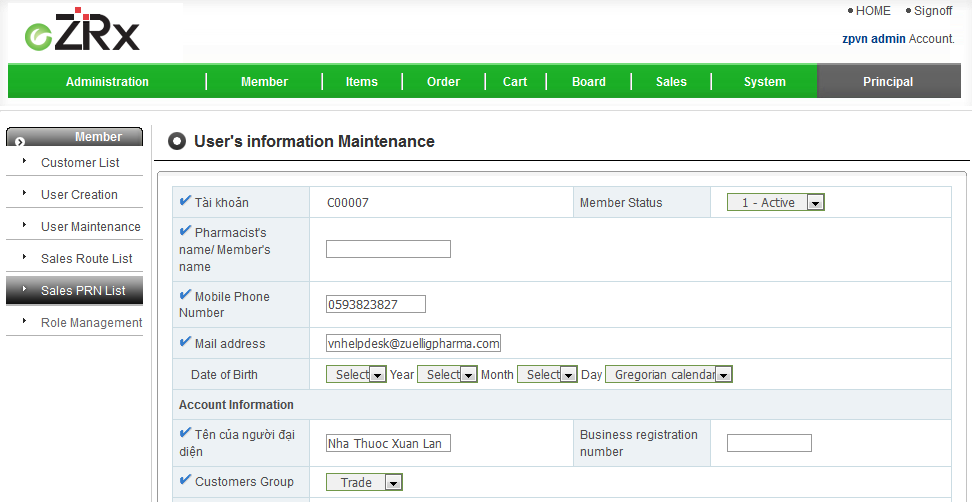 eZRx
HOME Signoff
zpvn admin Account.
Administration Member Items Order Cart Board Sales System Principal
Member
Customer List
User Creation
User Maintenance
Sales Route List
Sales PRN List
Role Management
User's information Maintenance
Tài khoản C00007 Member Status 1 - Active
Pharmacist's
name/ Member's
name
Mobile Phone
Number 0593823827
Mail address vnhelpdesk@zuelligpharma.com
Date of Birth Select Year Select Month Select Day Gregorian calendar
Account Information
Tên của người đại
diện Nha Thuoc Xuan Lan Business registration
number
Customers Group Trade